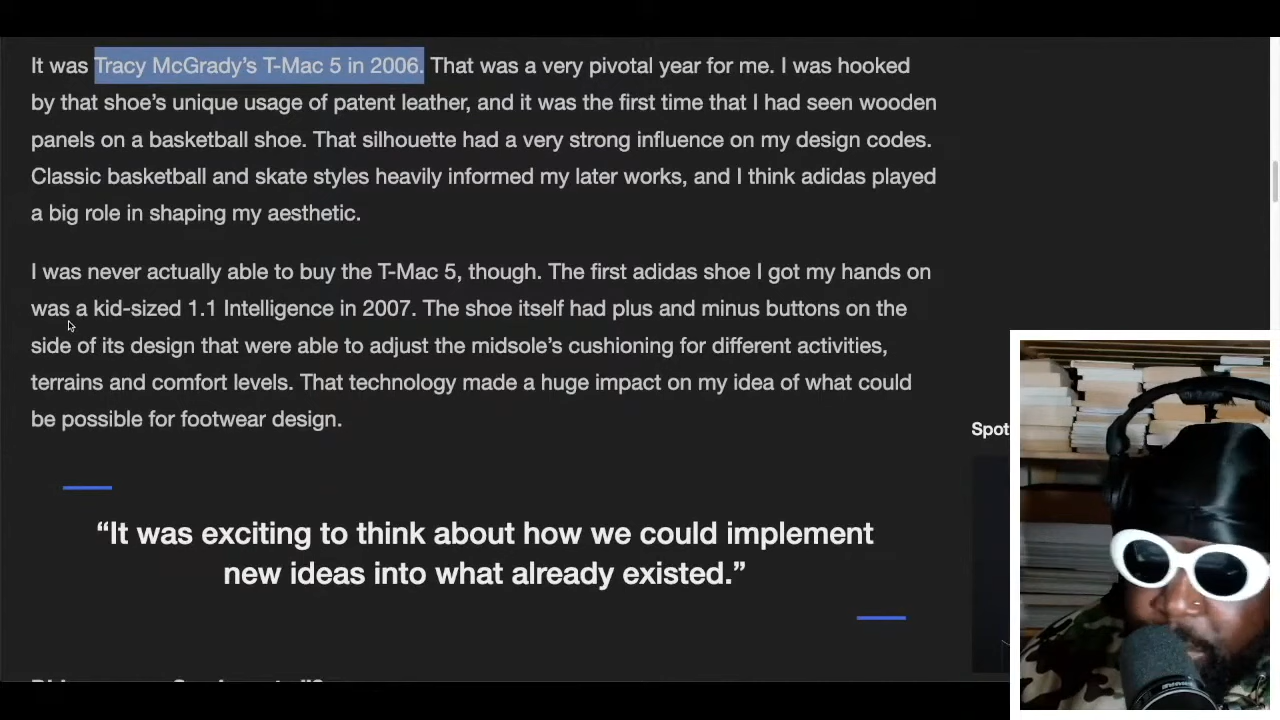 It was Tracy McGrady’s T-Mac 5 in 2006. That was a very pivotal year for me. I was hooked
by that shoe’s unique usage of patent leather, and it was the first time that I had seen wooden
panels on a basketball shoe. That silhouette had a very strong influence on my design codes.
Classic basketball and skate styles heavily informed my later works, and I think adidas played
a big role in shaping my aesthetic.
I was never actually able to buy the T-Mac 5, though. The first adidas shoe I got my hands on
was a kid-sized 1.1 Intelligence in 2007. The shoe itself had plus and minus buttons on the
side of its design that were able to adjust the midsole’s cushioning for different activities,
terrains and comfort levels. That technology made a huge impact on my idea of what could
be possible for footwear design.
Spot
“It was exciting to think about how we could implement
new ideas into what already existed.”